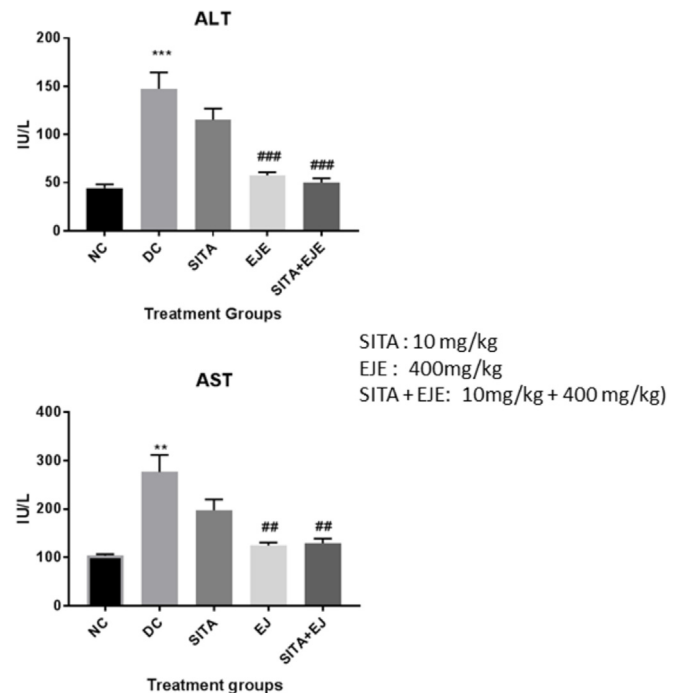 ALT
200
150
100
50
0
IU/L
***
###
###
NC
DC
SITA
EJE
SITA+EJE
Treatment Groups
SITA : 10 mg/kg
EJE : 400mg/kg
SITA + EJE: 10mg/kg + 400 mg/kg)
AST
400
300
200
100
0
IU/L
**
##
##
NC
DC
SITA
EJ
SITA+EJ
Treatment groups